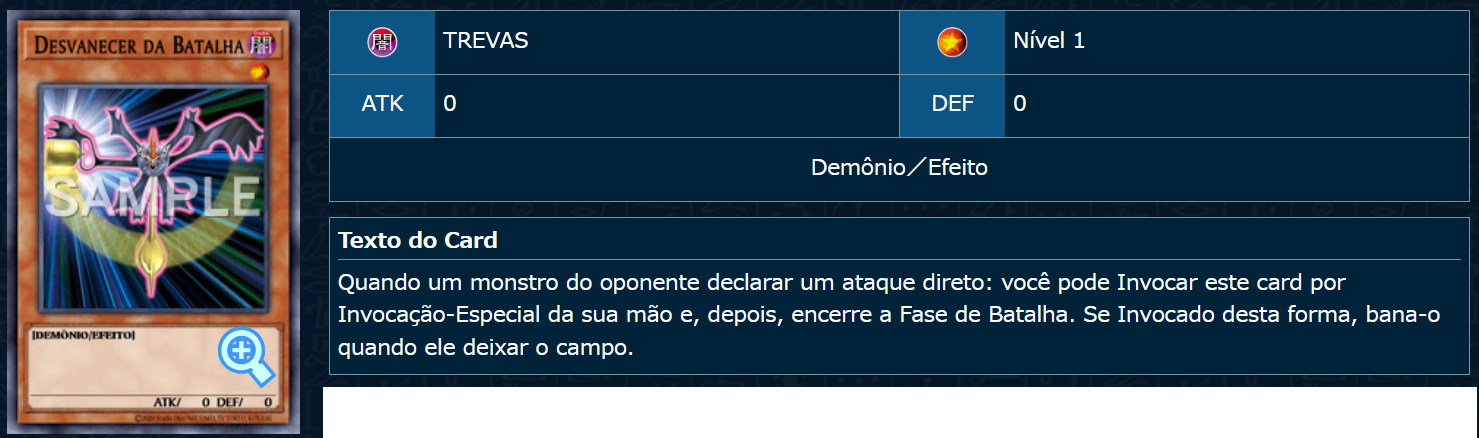 DESVANECER DA BATALHA
闇
SAMPLE
[DEMÔNIO/EFEITO]
ATK/ 0 DEF/ 0
闇 TREVAS
Nível 1
ATK 0
DEF 0
Demônio／Efeito
Texto do Card
Quando um monstro do oponente declarar um ataque direto: você pode Invocar este card por
Invocação-Especial da sua mão e, depois, encerre a Fase de Batalha. Se Invocado desta forma, bana-o
quando ele deixar o campo.